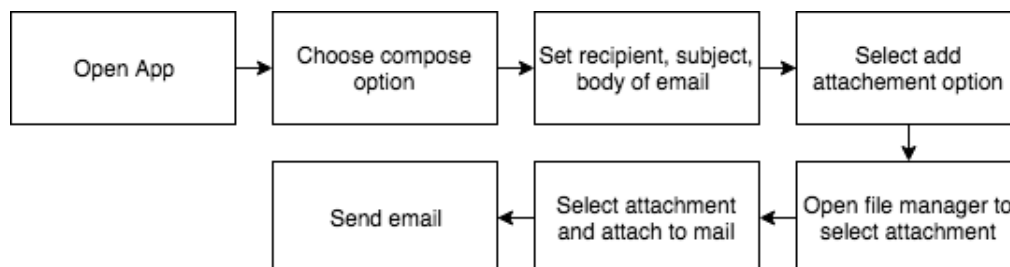 Open App
Choose compose
option
Set recipient, subject,
body of email
Select add
attachement option
Open file manager to
select attachment
Select attachment
and attach to mail
Send email